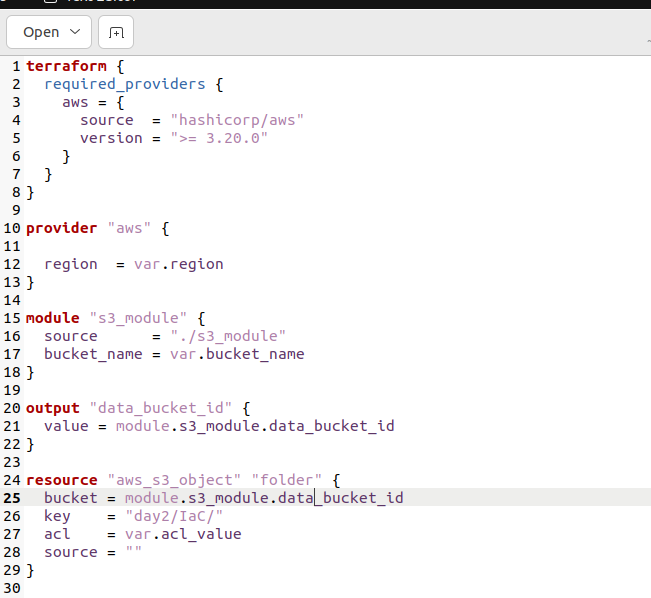 Open
1 terraform {
2   required_providers {
3     aws = {
4       source  = "hashicorp/aws"
5       version = ">= 3.20.0"
6     }
7   }
8 }
9
10 provider "aws" {
11
12   region  = var.region
13 }
14
15 module "s3_module" {
16   source      = "./s3_module"
17   bucket_name = var.bucket_name
18 }
19
20 output "data_bucket_id" {
21   value = module.s3_module.data_bucket_id
22 }
23
24 resource "aws_s3_object" "folder" {
25   bucket = module.s3_module.data_bucket_id
26   key    = "day2/IaC/"
27   acl    = var.acl_value
28   source = ""
29 }
30